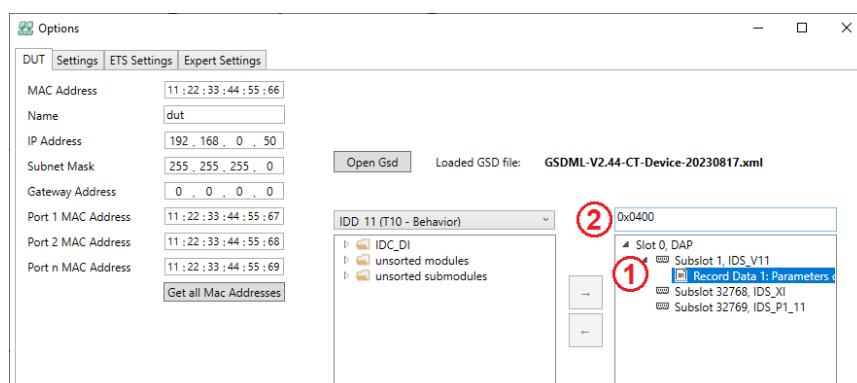 Options
DUT Settings ETS Settings Expert Settings
MAC Address 11 : 22 : 33 : 44 : 55 : 66
Name dut
IP Address 192 . 168 . 0 . 50
Subnet Mask 255 . 255 . 255 . 0
Open Gsd Loaded GSD file: GSDML-V2.44-CT-Device-20230817.xml
Gateway Address 0 . 0 . 0 . 0
Port 1 MAC Address 11 : 22 : 33 : 44 : 55 : 67
IDD_11 (T10 - Behavior) 2 0x0400
Port 2 MAC Address 11 : 22 : 33 : 44 : 55 : 68
IDC_DI Slot 0, DAP
unsorted modules 1 Subslot 1, IDS_V11
Port n MAC Address 11 : 22 : 33 : 44 : 55 : 69
unsorted submodules Record Data 1: Parameters
Get all Mac Addresses → Subslot 32768, IDS_XI
Subslot 32769, IDS_P1_11
←